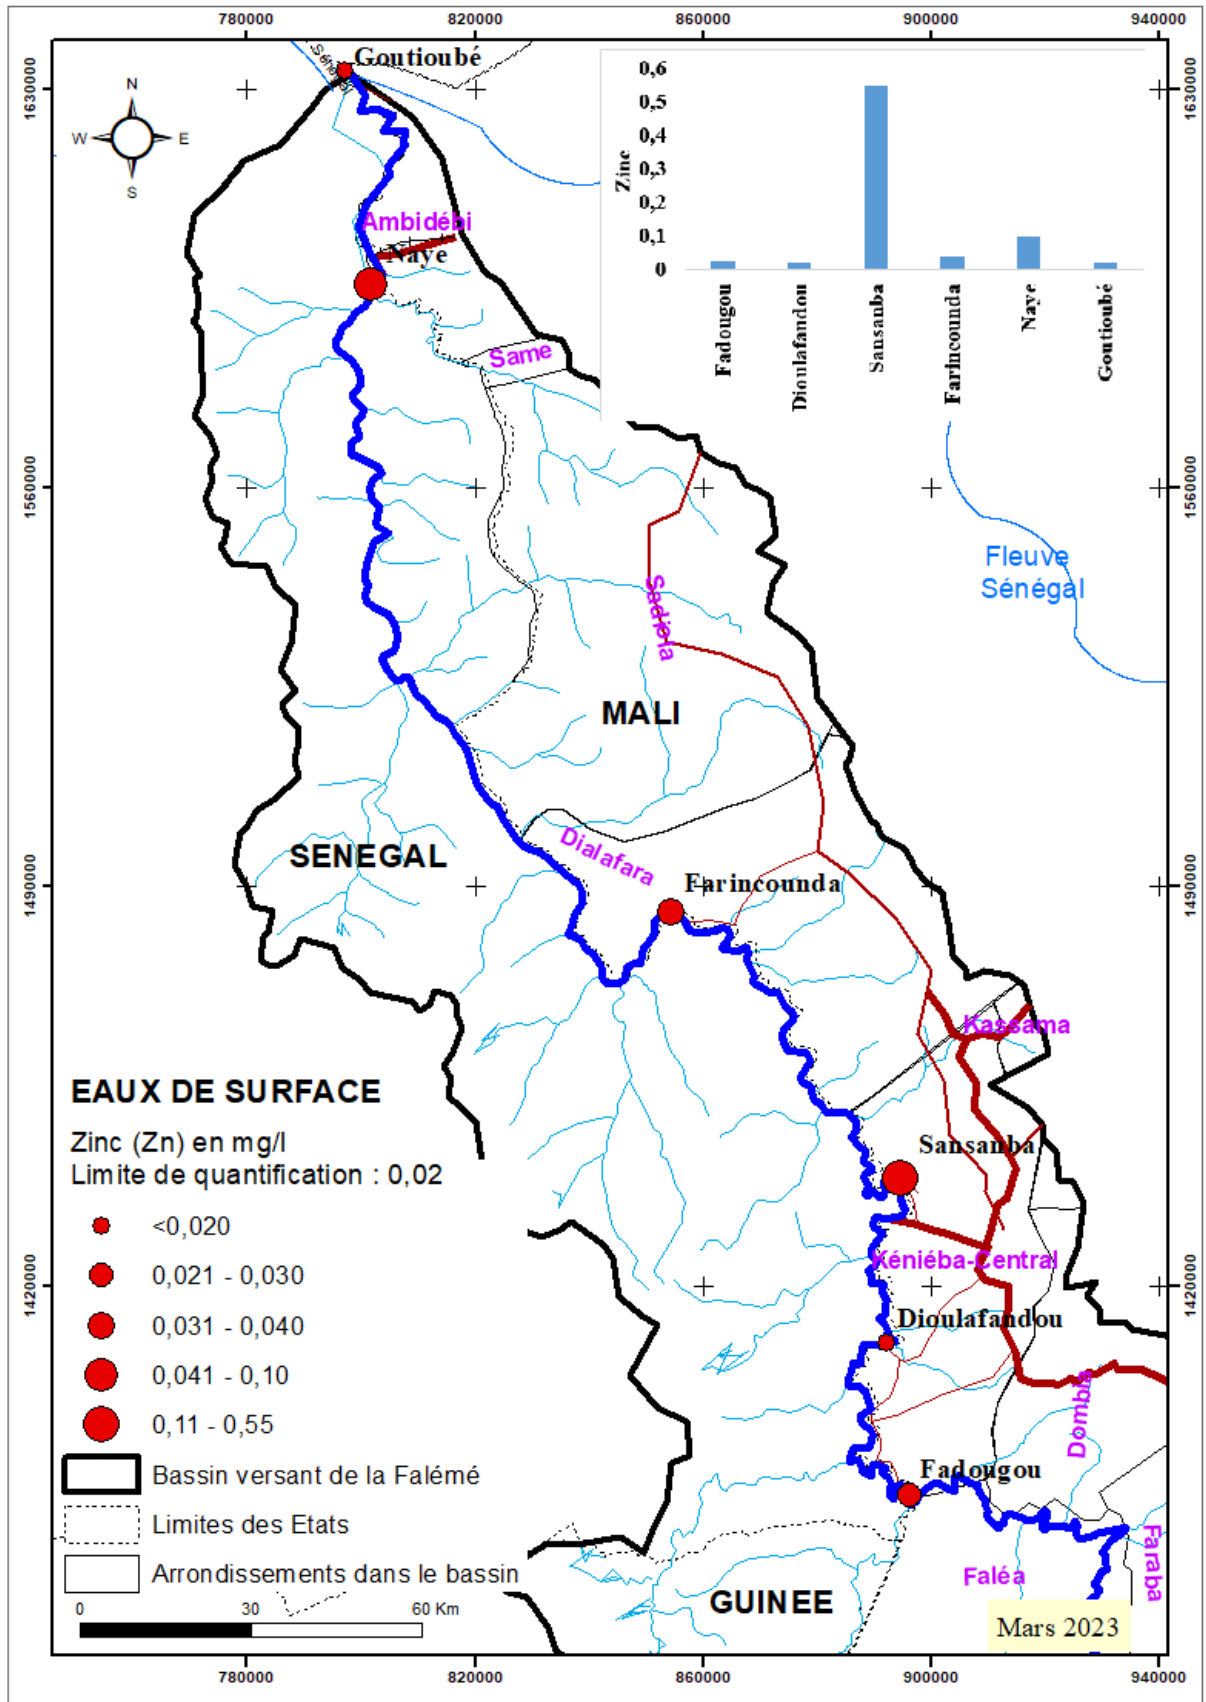 780000 820000 860000 900000 940000
1630000
1630000
Goutioubé
Sénégal
N
W E
S
0,6
0,5
0,4
0,3
0,2
0,1
0
Zinc
Fadougou
Dioulafandou
Sansanba
Farincounda
Naye
Goutioubé
Ambidébi
Naye
Same
1560000
1560000
Fleuve
Sénégal
Sadiola
MALI
SENEGAL
Dialafara
Farincounda
1490000
1490000
Kassama
EAUX DE SURFACE
Zinc (Zn) en mg/l
Limite de quantification : 0,02
<0,020
0,021 - 0,030
0,031 - 0,040
0,041 - 0,10
0,11 - 0,55
Bassin versant de la Falémé
Limites des Etats
Arrondissements dans le bassin
0 30 60 Km
Sansanba
Kéniéba-Central
1420000
1420000
Dioulafandou
Dombia
Fadougou
Faraba
Faléa
GUINEE
Mars 2023
780000 820000 860000 900000 940000